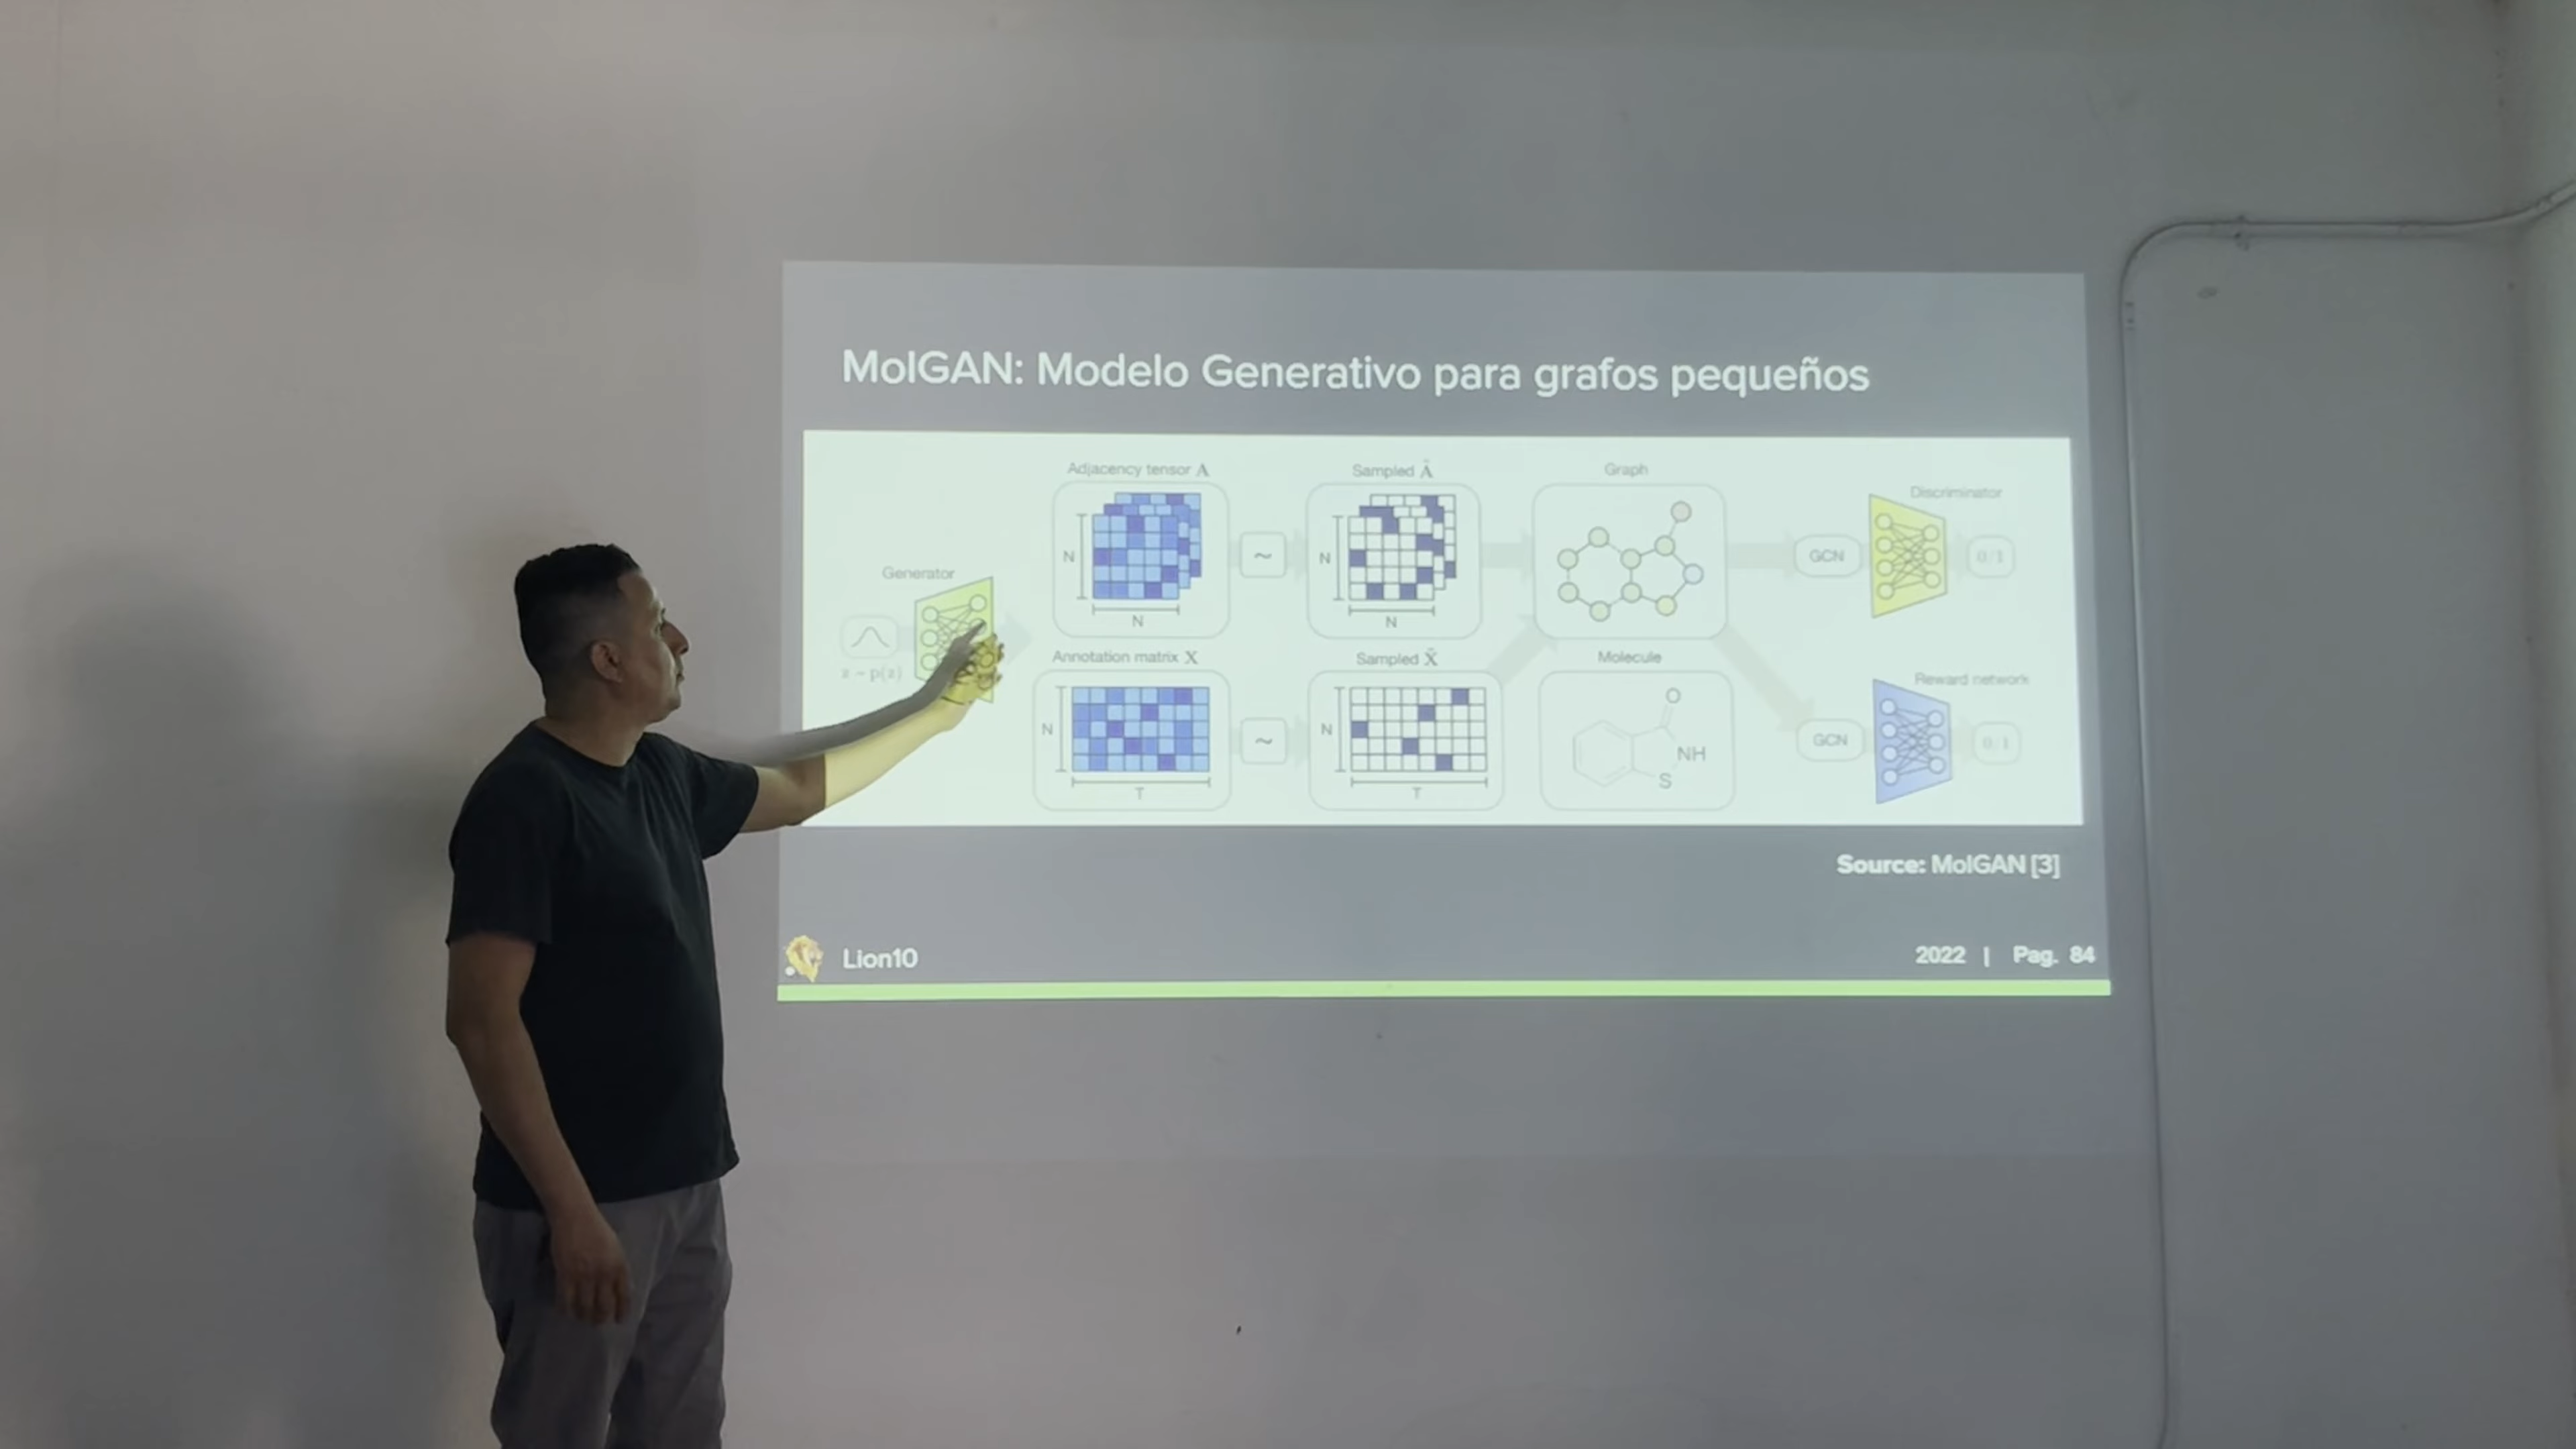 MolGAN: Modelo Generativo para grafos pequeños
Adjacency tensor A
Sampled Ã
Graph
Discriminator
N
N
GCN
0/1
~
N
N
Generator
z ~ p(z)
Annotation matrix X
Sampled X̃
Molecule
Reward network
N
T
~
N
T
O
NH
S
GCN
0/1
Source: MolGAN [3]
Lion10
2022 | Pag. 84